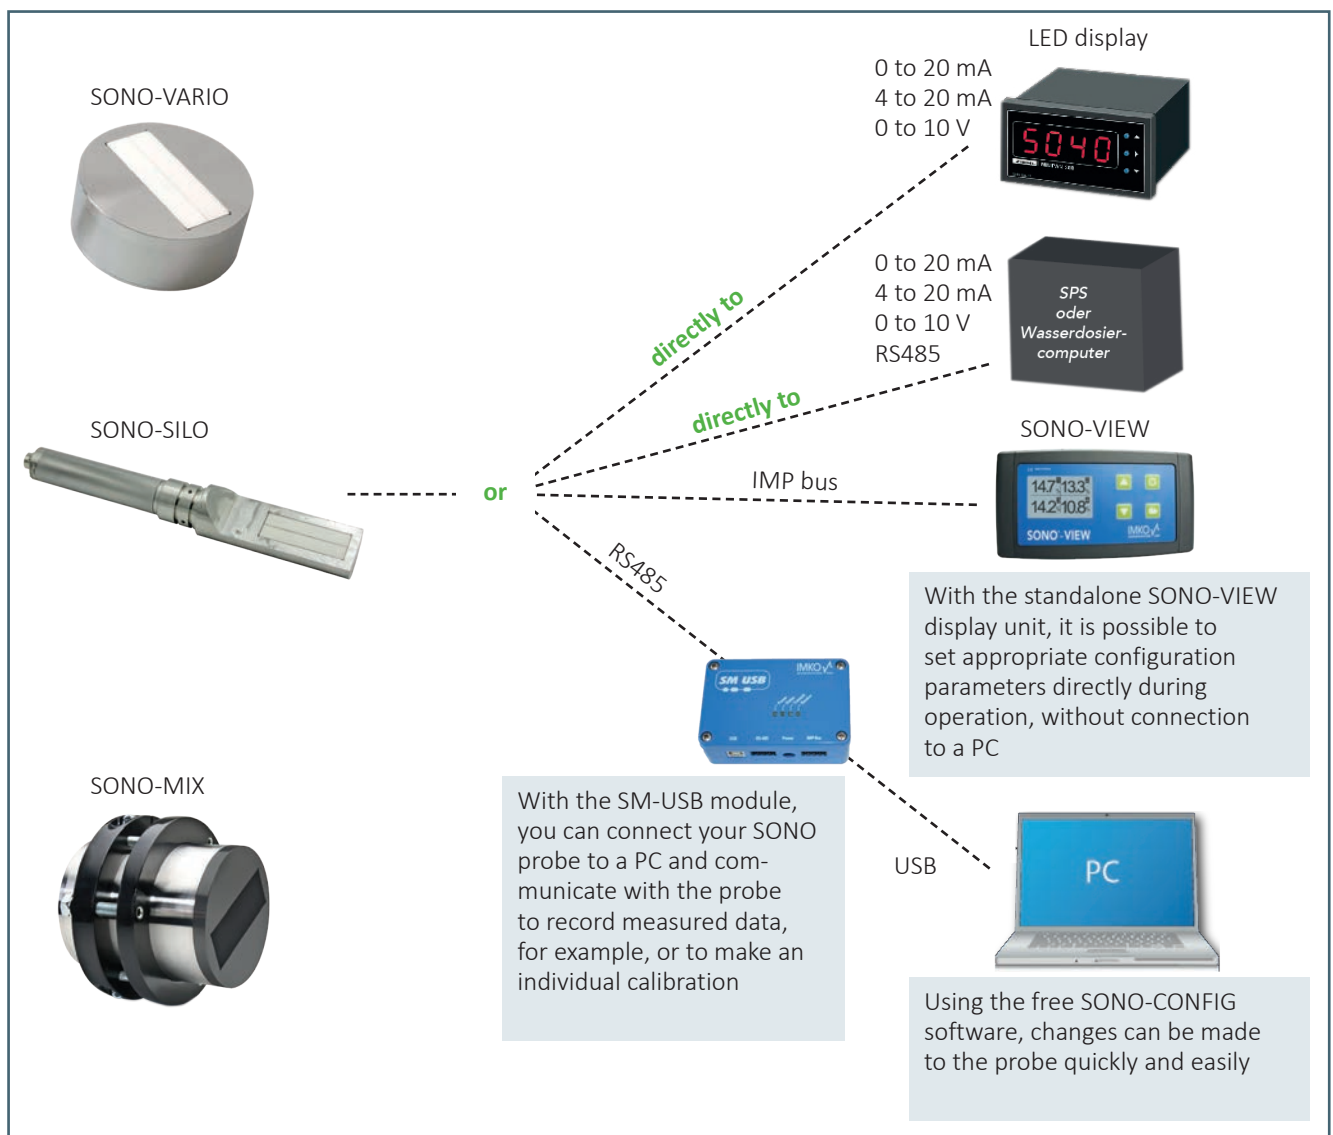 LED display
0 to 20 mA
4 to 20 mA
0 to 10 V
5040
SONO-VARIO
directly to
0 to 20 mA
4 to 20 mA
0 to 10 V
RS485
SPS
oder
Wasserdosier-
computer
directly to
SONO-SILO
or
IMP bus
SONO-VIEW
14.7 13.3
14.2 10.8
SONO-VIEW
IMKO
With the standalone SONO-VIEW
display unit, it is possible to
set appropriate configuration
parameters directly during
operation, without connection
to a PC
RS485
IMKO
SM USB
SONO-MIX
With the SM-USB module,
you can connect your SONO
probe to a PC and com-
municate with the probe
to record measured data,
for example, or to make an
individual calibration
USB
PC
Using the free SONO-CONFIG
software, changes can be made
to the probe quickly and easily